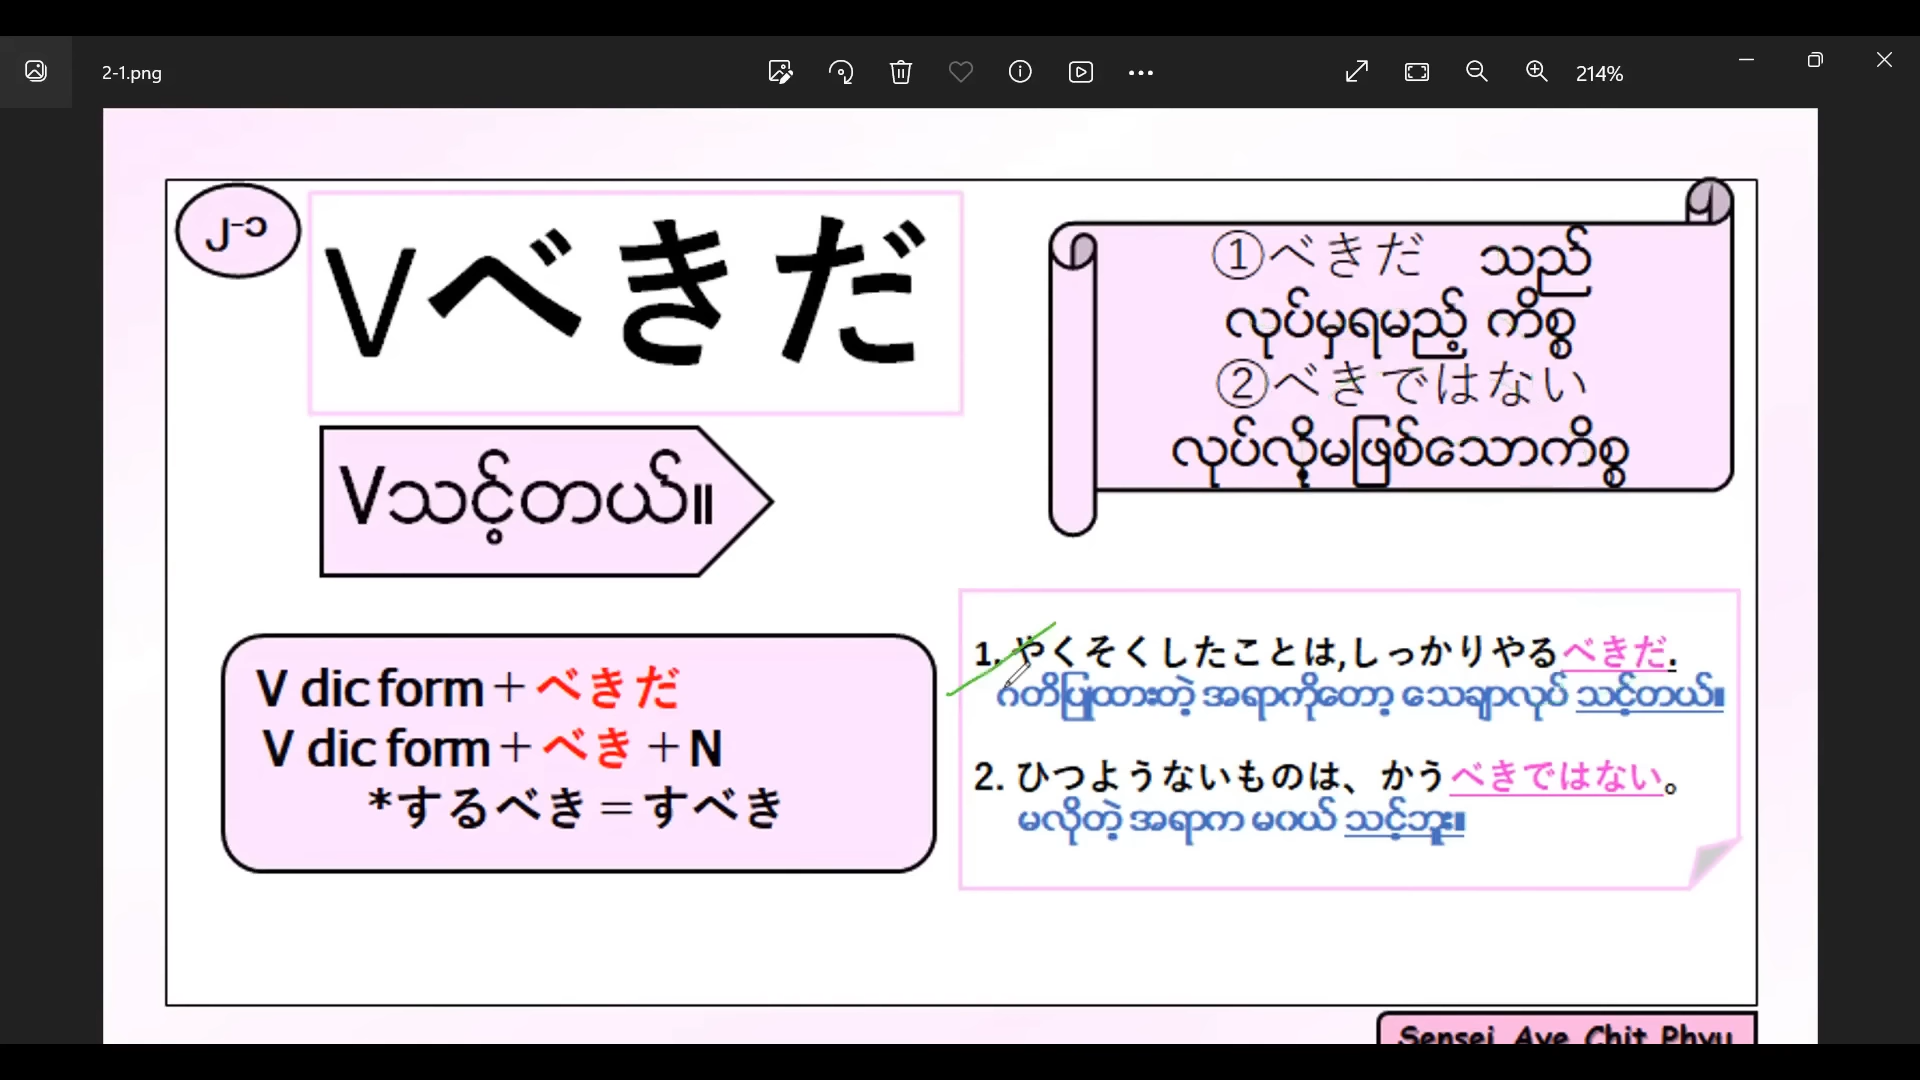 2-1.png
214%
၂-၁
Vべきだ
①べきだ သည်
လုပ်မှရမည့် ကိစ္စ
②べきではない
လုပ်လို့မဖြစ်သောကိစ္စ
Vသင့်တယ်။
V dic form＋べきだ
V dic form＋べき＋N
*するべき＝すべき
1. やくそくしたことは,しっかりやるべきだ.
ဂတိပြုထားတဲ့ အရာကိုတော့ သေချာလုပ် သင့်တယ်။
2. ひつようないものは、かうべきではない。
မလိုတဲ့ အရာက မဝယ် သင့်ဘူး။
Sensei Aye Chit Phyu